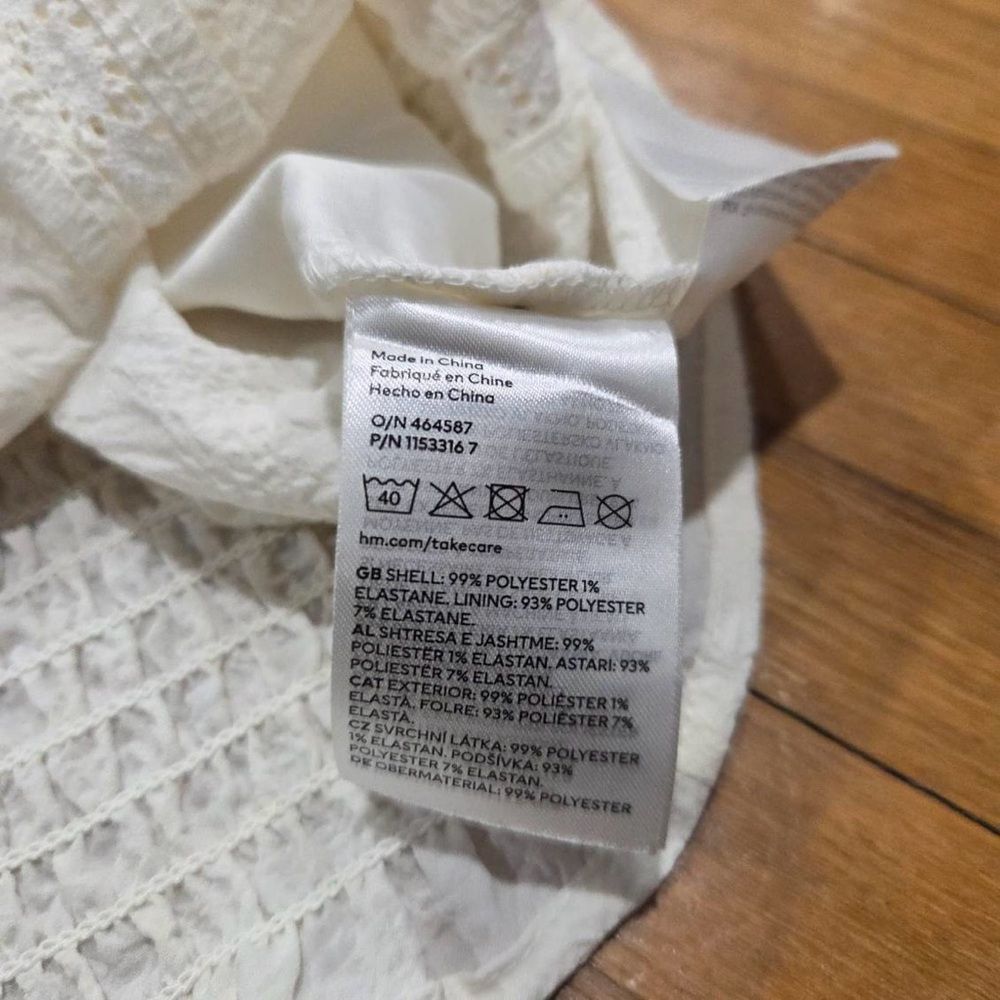 Made in China
Fabriqué en Chine
Hecho en China
O/N 464587
P/N 1153316 7
40
hm.com/takecare
GB SHELL: 99% POLYESTER 1%
ELASTANE. LINING: 93% POLYESTER
7% ELASTANE.
AL SHTRESA E JASHTME: 99%
POLIESTËR 1% ELASTAN. ASTARI: 93%
POLIESTËR 7% ELASTAN.
CAT EXTERIOR: 99% POLIÈSTER 1%
ELASTÀ. FOLRE: 93% POLIÈSTER 7%
ELASTÀ.
CZ SVRCHNÍ LÁTKA: 99% POLYESTER
1% ELASTAN. PODŠÍVKA: 93%
POLYESTER 7% ELASTAN.
DE OBERMATERIAL: 99% POLYESTER